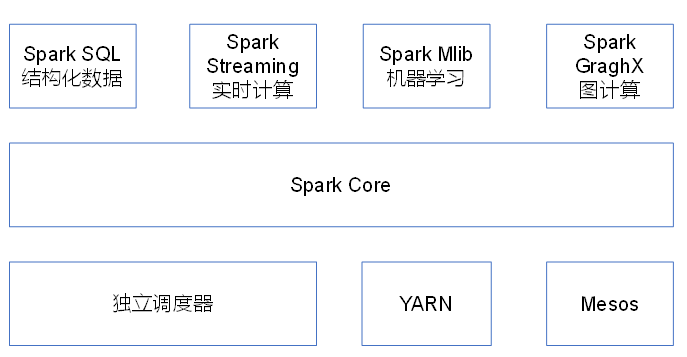 Spark SQL
结构化数据
Spark
Streaming
实时计算
Spark Mlib
机器学习
Spark
GraghX
图计算
Spark Core
独立调度器
YARN
Mesos